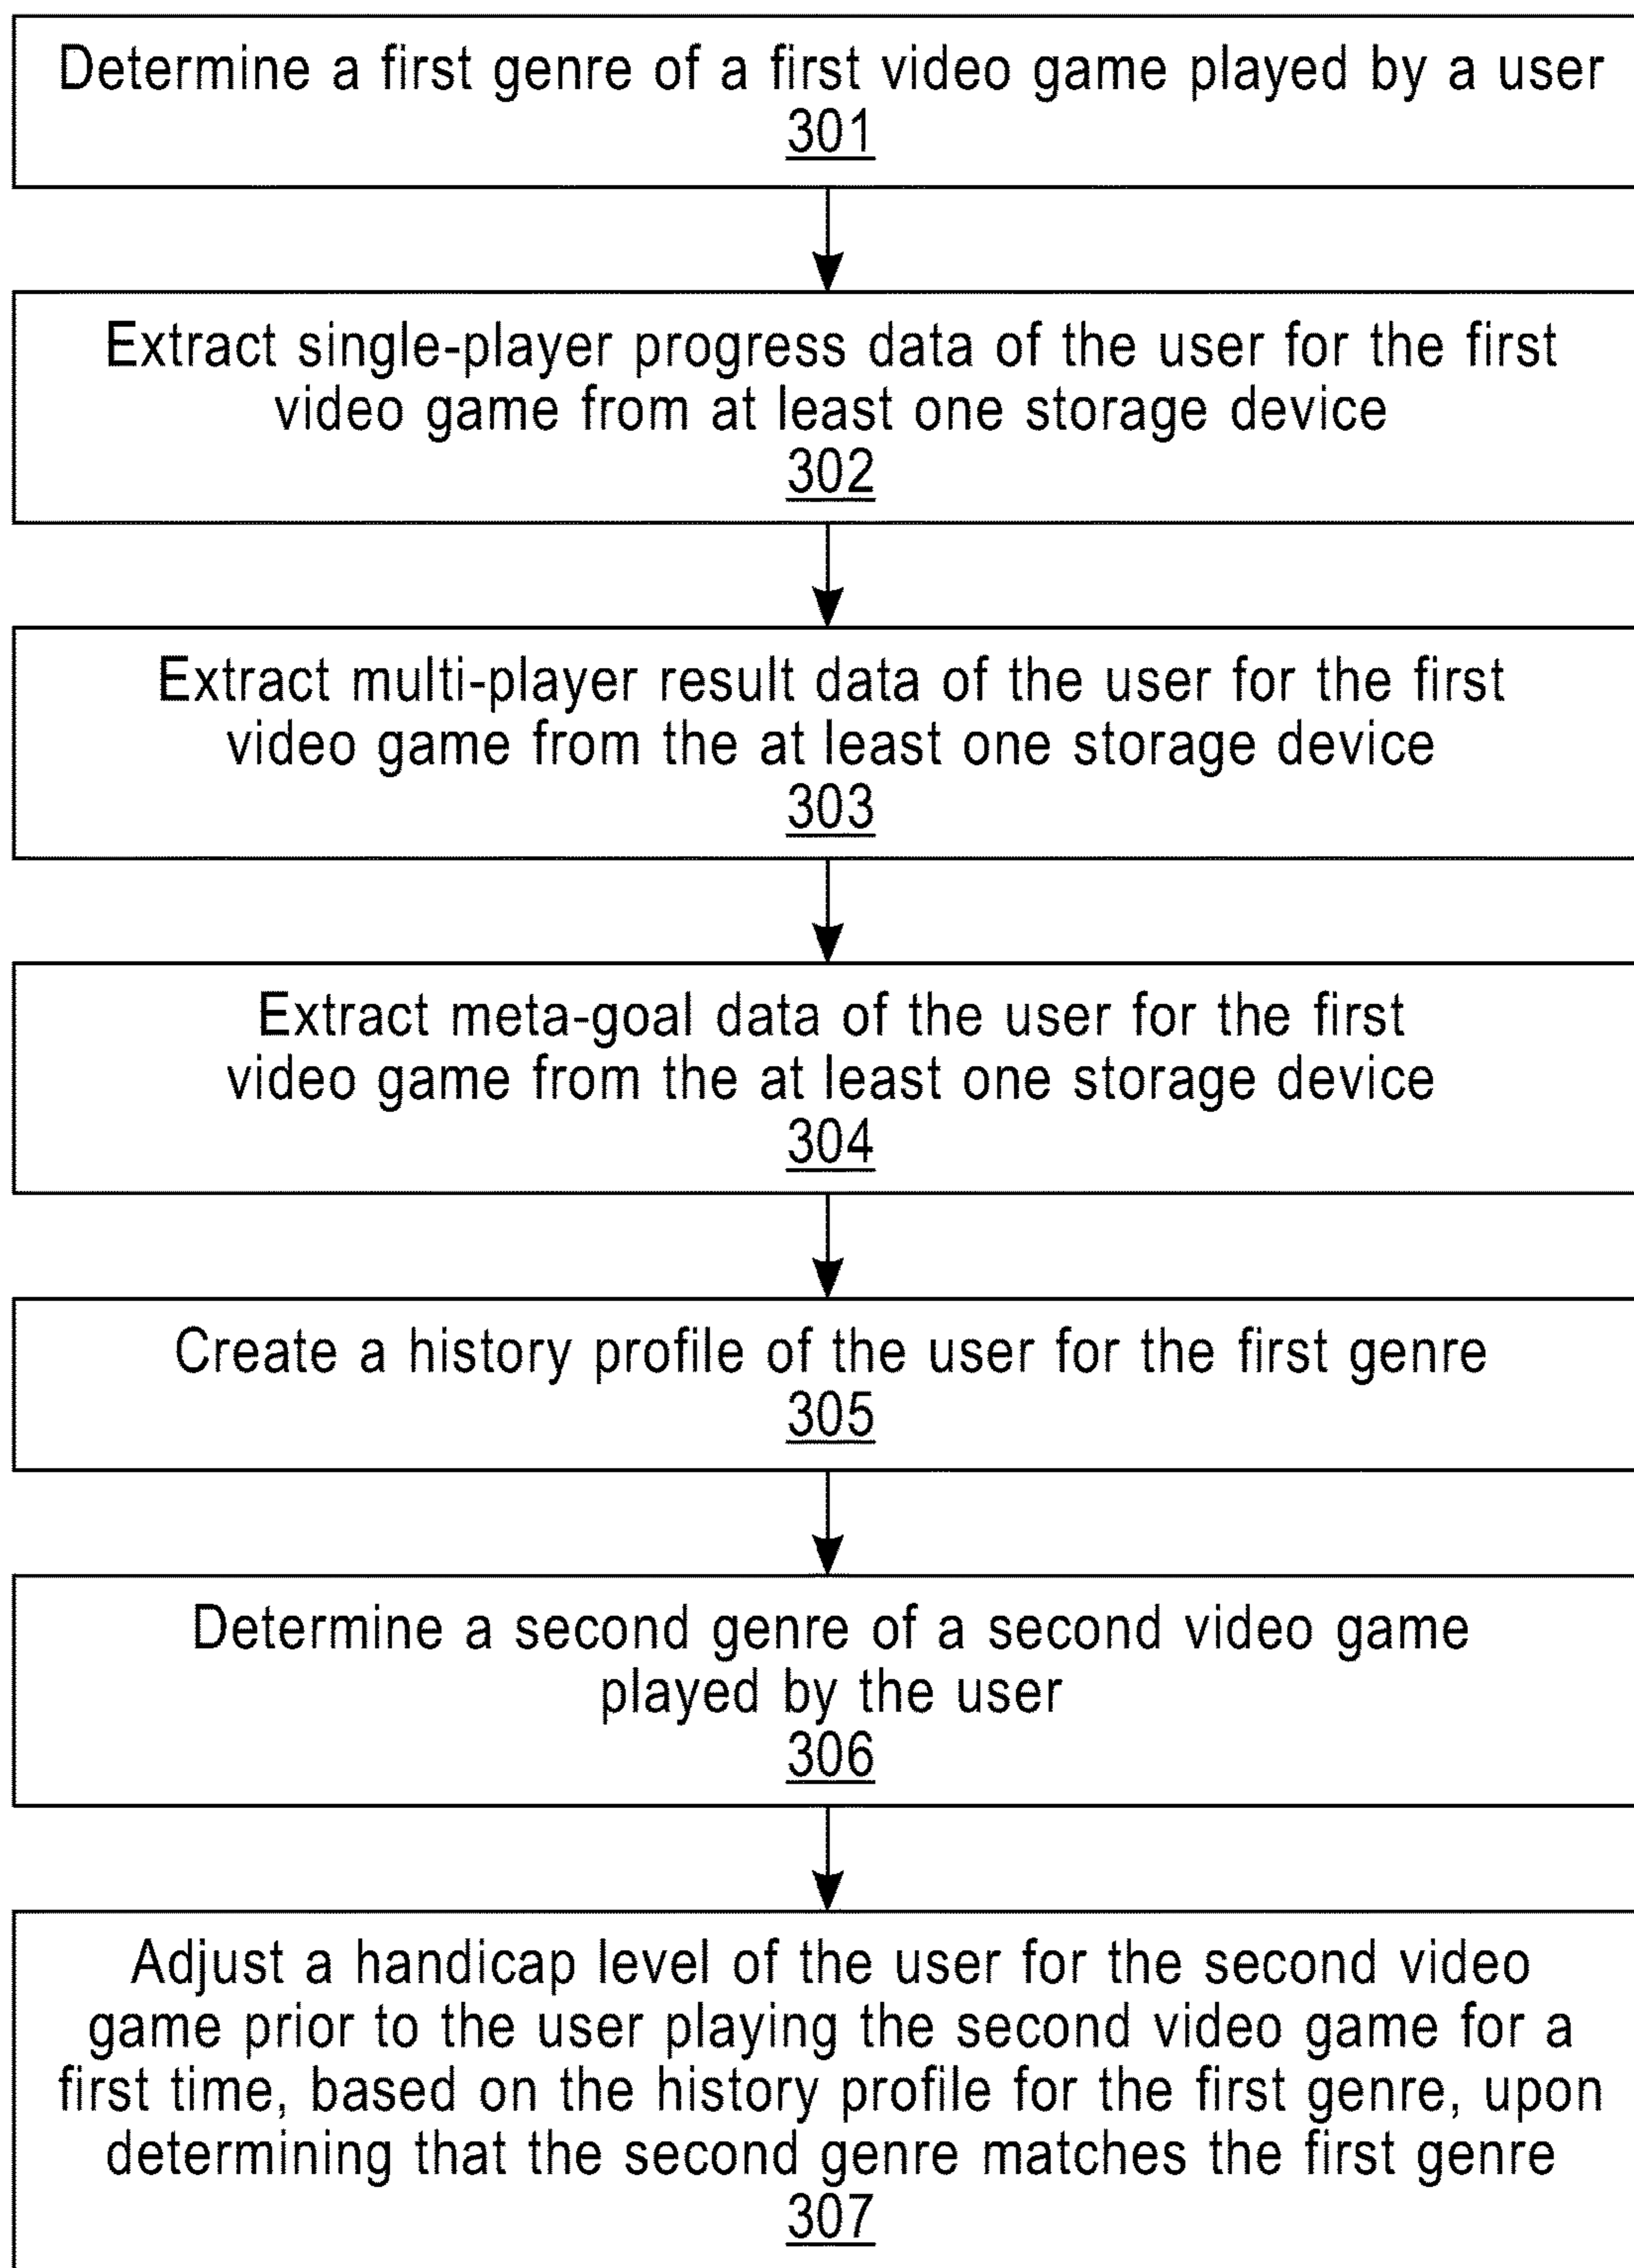 Determine a first genre of a first video game played by a user
301
Extract single-player progress data of the user for the first
video game from at least one storage device
302
Extract multi-player result data of the user for the first
video game from the at least one storage device
303
Extract meta-goal data of the user for the first
video game from the at least one storage device
304
Create a history profile of the user for the first genre
305
Determine a second genre of a second video game
played by the user
306
Adjust a handicap level of the user for the second video
game prior to the user playing the second video game for a
first time, based on the history profile for the first genre, upon
determining that the second genre matches the first genre
307